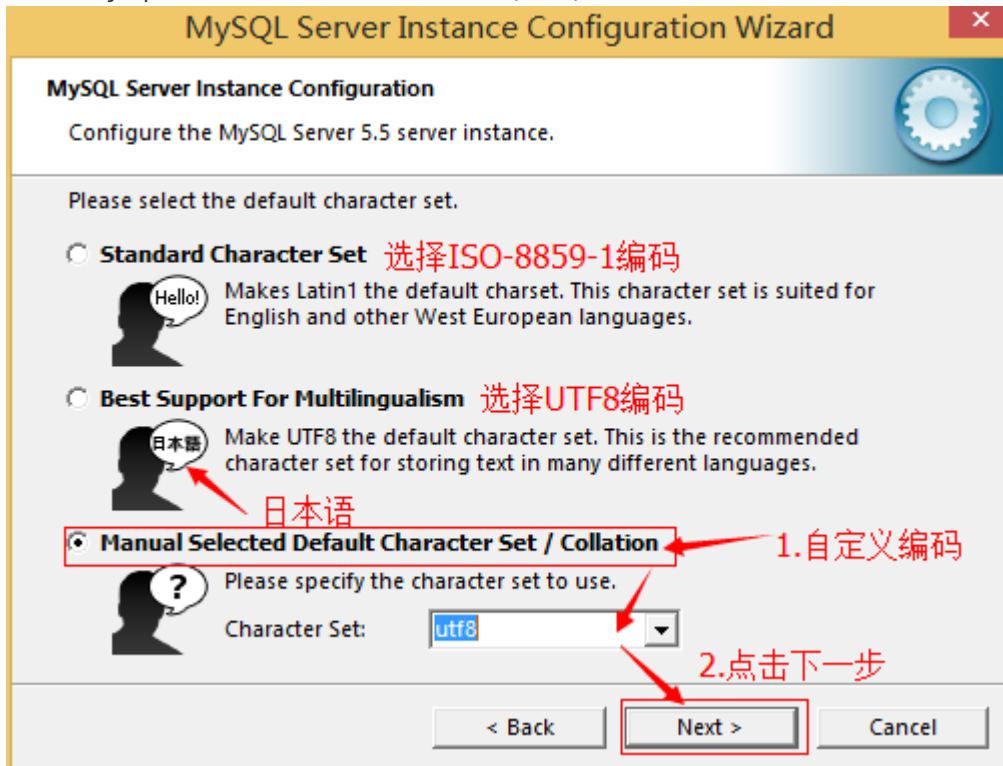 MySQL Server Instance Configuration Wizard
MySQL Server Instance Configuration
Configure the MySQL Server 5.5 server instance.
Please select the default character set.
Standard Character Set 选择ISO-8859-1编码
Hello!
Makes Latin1 the default charset. This character set is suited for
English and other West European languages.
Best Support For Multilingualism 选择UTF8编码
日本語
Make UTF8 the default character set. This is the recommended
character set for storing text in many different languages.
日本语
Manual Selected Default Character Set / Collation 1.自定义编码
?
Please specify the character set to use.
Character Set: utf8
2.点击下一步
< Back Next > Cancel